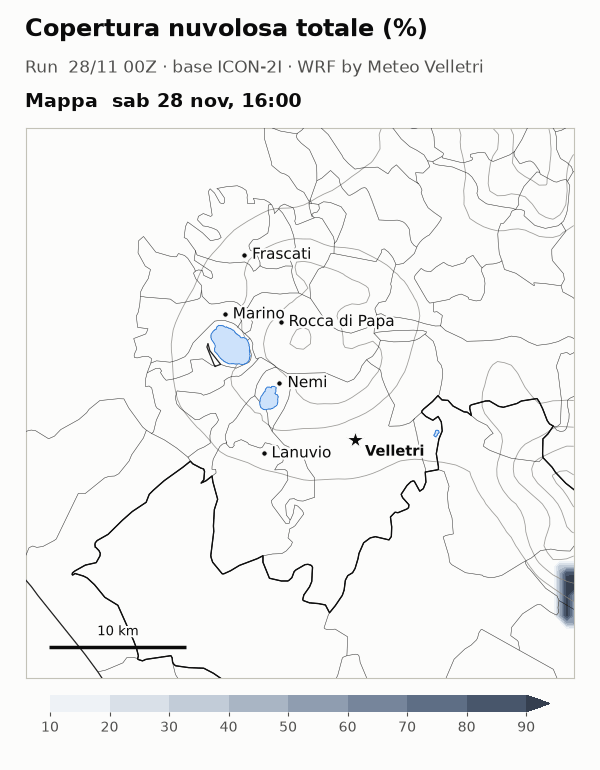 Copertura nuvolosa totale (%)
Run  28/11 00Z · base ICON-2I · WRF by Meteo Velletri
Mappa  sab 28 nov, 16:00
Frascati
Marino
Rocca di Papa
Nemi
Velletri
Lanuvio
10 km
10 20 30 40 50 60 70 80 90